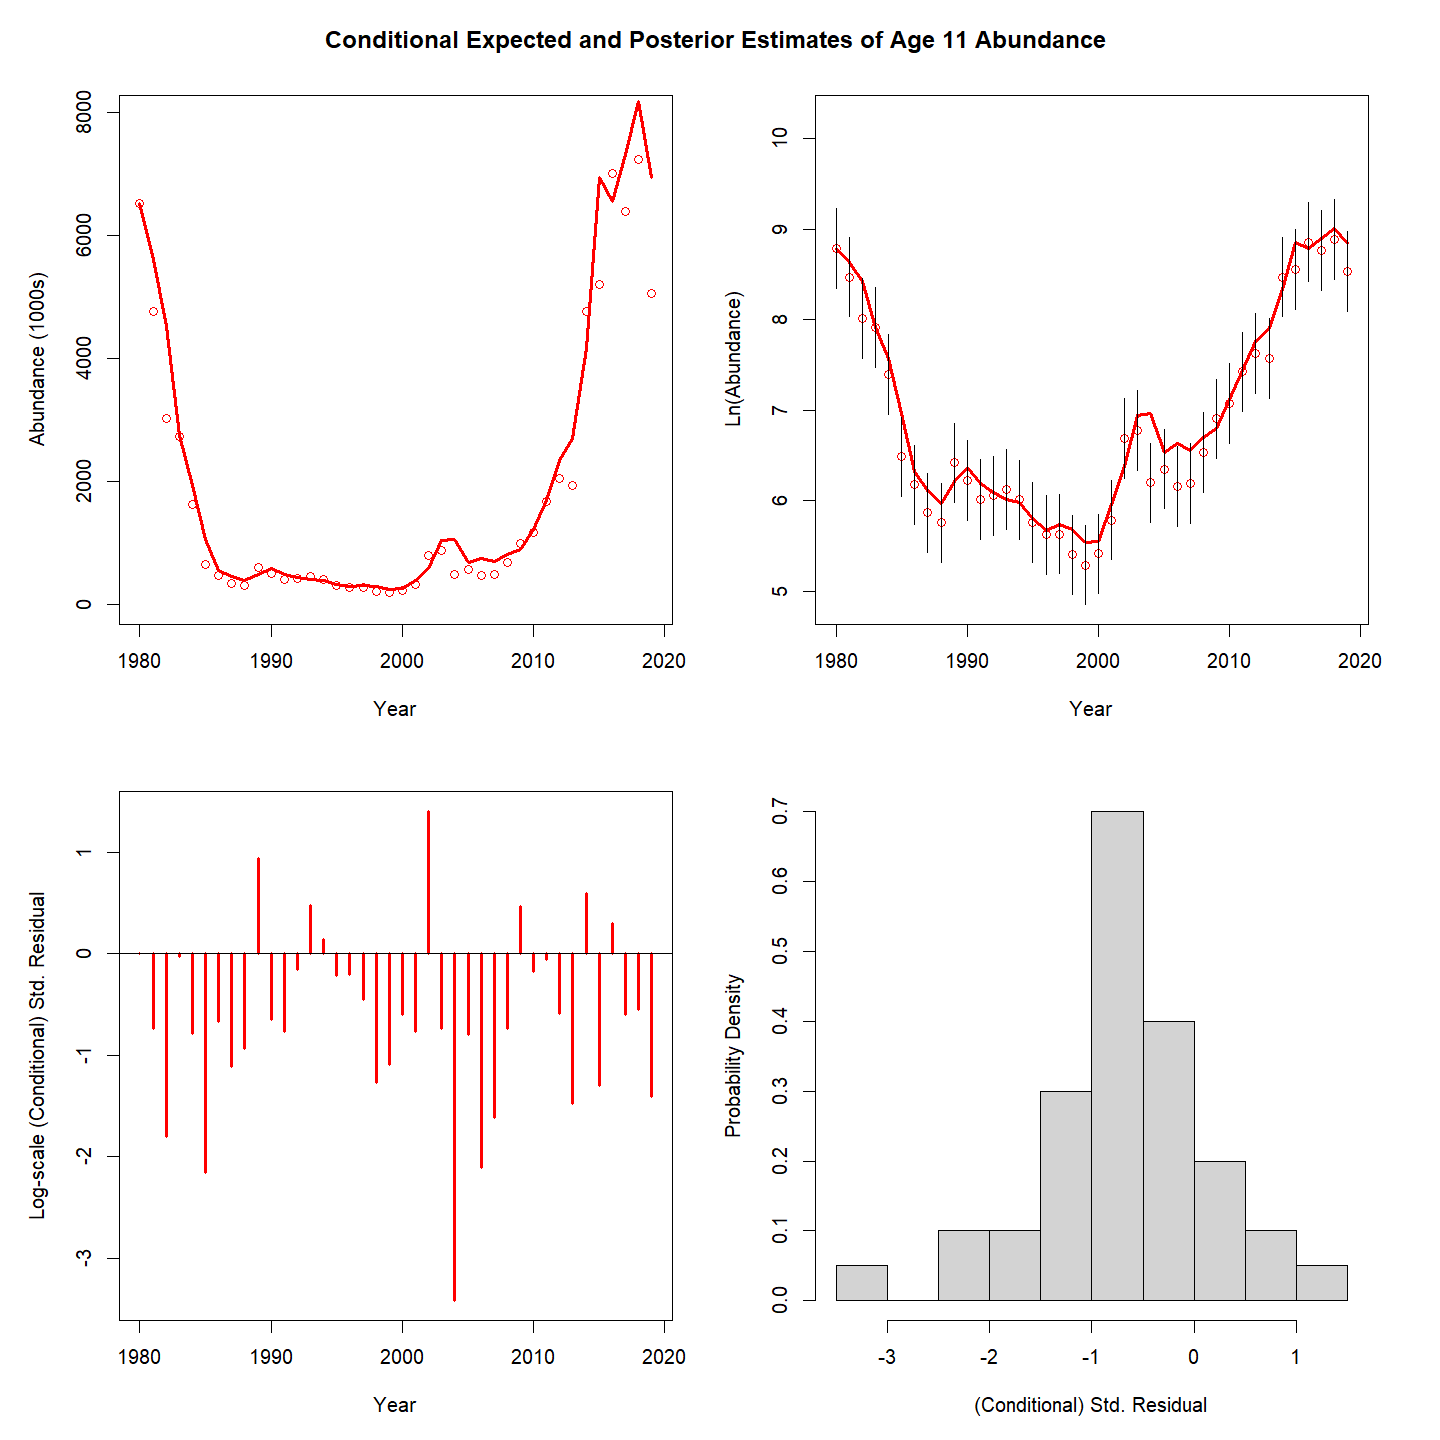 Conditional Expected and Posterior Estimates of Age 11 Abundance
Abundance (1000s)
8000
6000
4000
2000
0
1980 1990 2000 2010 2020
Year
Ln(Abundance)
10
9
8
7
6
5
1980 1990 2000 2010 2020
Year
Log-scale (Conditional) Std. Residual
1
0
-1
-2
-3
1980 1990 2000 2010 2020
Year
Probability Density
0.7
0.6
0.5
0.4
0.3
0.2
0.1
0.0
-3 -2 -1 0 1
(Conditional) Std. Residual